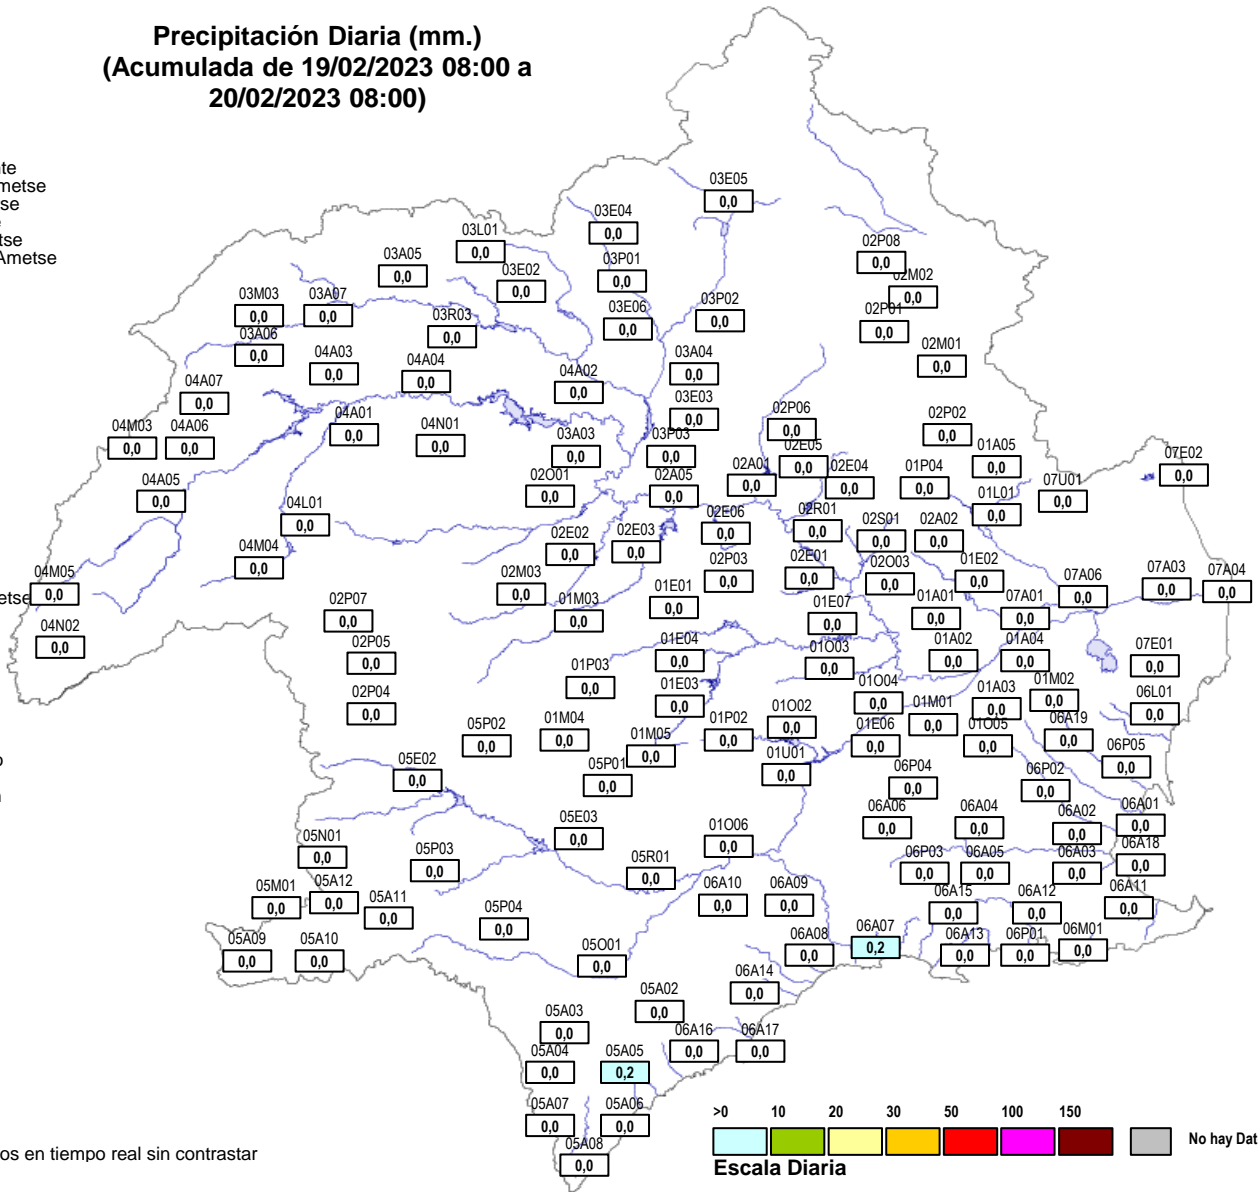 Precipitación Diaria (mm.)
(Acumulada de 19/02/2023 08:00 a
20/02/2023 08:00)
nte
metse
tse
tse
Ametse
03E05
0,0
03E04
0,0
03L01
0,0
02P08
0,0
03A05
0,0
03P01
0,0
03E02
0,0
02M02
0,0
03M03
0,0
03A07
0,0
03P02
0,0
03R03
0,0
03E06
0,0
02P01
0,0
03A06
0,0
04A03
0,0
04A04
0,0
03A04
0,0
02M01
0,0
04A02
0,0
04A07
0,0
03E03
0,0
04A01
0,0
02P06
0,0
02P02
0,0
04M03
0,0
04A06
0,0
04N01
0,0
03A03
0,0
03P03
0,0
02E05
0,0
01A05
0,0
07E02
0,0
04A05
0,0
02O01
0,0
02A05
0,0
02A01
0,0
02E04
0,0
01P04
0,0
07U01
0,0
01L01
0,0
04L01
0,0
02E06
0,0
02R01
0,0
02S01
0,0
02A02
0,0
02E02
0,0
02E03
0,0
04M04
0,0
02P03
0,0
02E01
0,0
02O03
0,0
01E02
0,0
04M05
0,0
etse
02M03
0,0
07A06
0,0
07A03
0,0
07A04
0,0
02P07
0,0
01M03
0,0
01E01
0,0
01E07
0,0
01A01
0,0
07A01
0,0
04N02
0,0
02P05
0,0
01E04
0,0
01O03
0,0
01A02
0,0
01A04
0,0
07E01
0,0
01P03
0,0
02P04
0,0
01E03
0,0
01O04
0,0
01A03
0,0
01M02
0,0
06L01
0,0
05P02
0,0
01M04
0,0
01M05
0,0
01P02
0,0
01O02
0,0
01M01
0,0
01E06
0,0
01O05
0,0
06A19
0,0
06P05
0,0
o
05E02
0,0
05P01
0,0
01U01
0,0
06P04
0,0
06P02
0,0
05E03
0,0
01O06
0,0
06A06
0,0
06A04
0,0
06A02
0,0
06A01
0,0
05N01
0,0
05P03
0,0
05R01
0,0
06P03
0,0
06A05
0,0
06A03
0,0
06A18
0,0
05M01
0,0
05A12
0,0
05A11
0,0
06A10
0,0
06A09
0,0
06A15
0,0
06A12
0,0
06A11
0,0
05P04
0,0
05A09
0,0
05A10
0,0
05O01
0,0
06A08
0,0
06A07
0,2
06A13
0,0
06P01
0,0
06M01
0,0
06A14
0,0
05A02
0,0
05A03
0,0
06A16
0,0
06A17
0,0
05A04
0,0
05A05
0,2
05A07
0,0
05A06
0,0
05A08
0,0
>0 10 20 30 50 100 150
No hay Dat
Escala Diaria
os en tiempo real sin contrastar